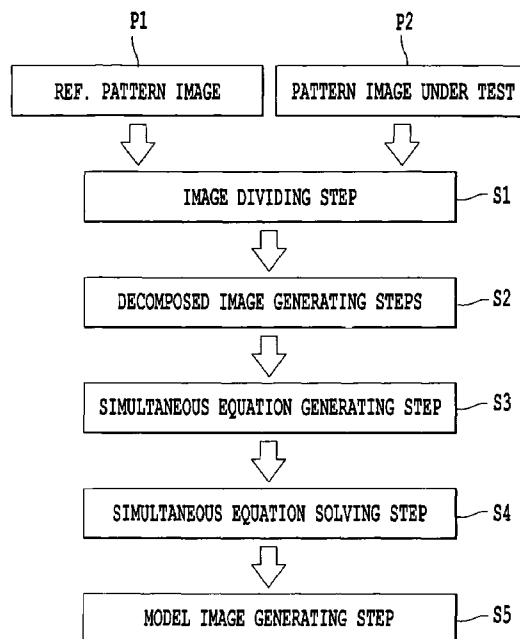 P1
P2
REF. PATTERN IMAGE
PATTERN IMAGE UNDER TEST
IMAGE DIVIDING STEP
S1
DECOMPOSED IMAGE GENERATING STEPS
S2
SIMULTANEOUS EQUATION GENERATING STEP
S3
SIMULTANEOUS EQUATION SOLVING STEP
S4
MODEL IMAGE GENERATING STEP
S5